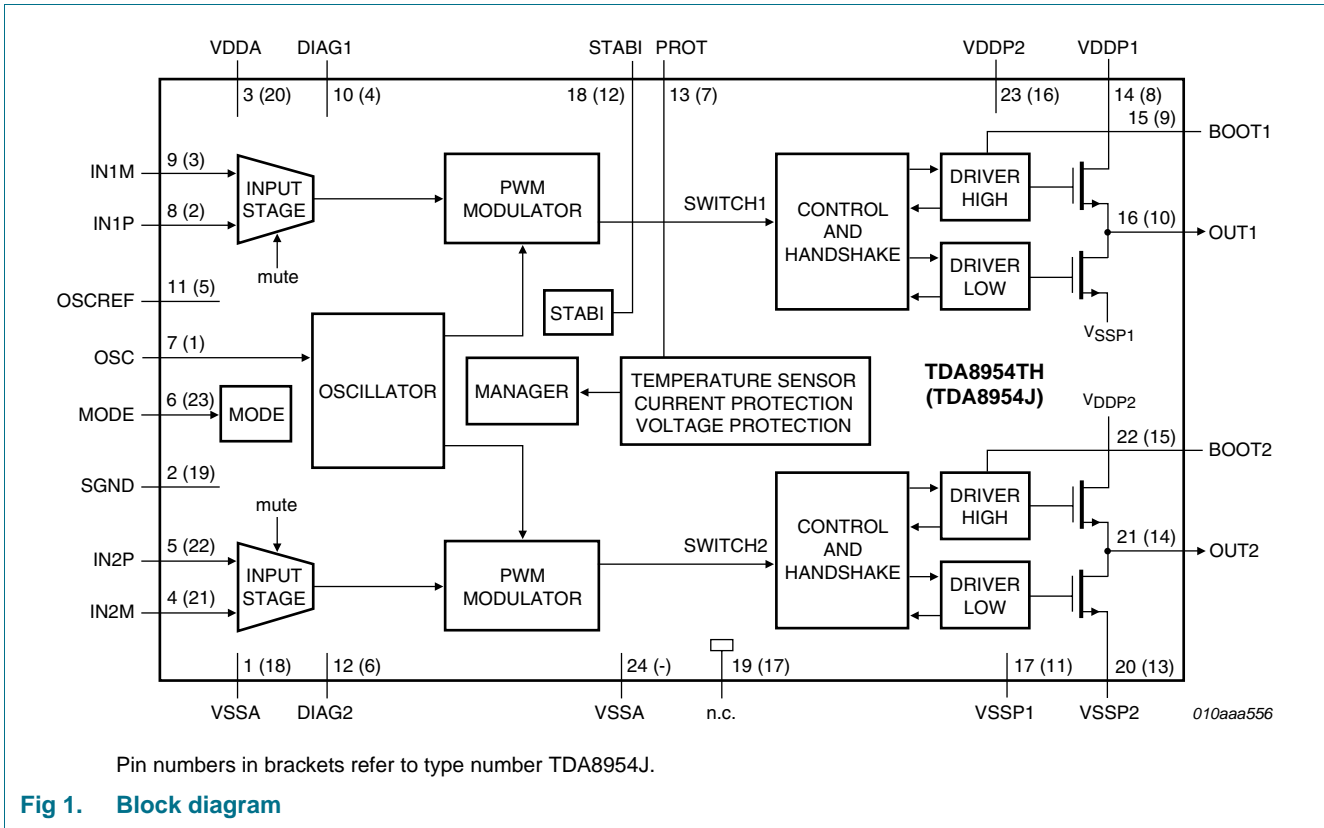 VDDA DIAG1 STABI PROT VDDP2 VDDP1
3 (20) 10 (4) 18 (12) 13 (7) 23 (16) 14 (8)
15 (9) BOOT1
IN1M 9 (3)
INPUT
STAGE
IN1P 8 (2)
mute
PWM
MODULATOR
SWITCH1
CONTROL
AND
HANDSHAKE
DRIVER
HIGH
16 (10) OUT1
DRIVER
LOW
VSSP1
OSCREF 11 (5)
STABI
OSC 7 (1)
OSCILLATOR
MANAGER
TEMPERATURE SENSOR
CURRENT PROTECTION
VOLTAGE PROTECTION
TDA8954TH
(TDA8954J)
MODE 6 (23) MODE
VDDP2
22 (15) BOOT2
SGND 2 (19)
mute
IN2P 5 (22)
INPUT
STAGE
IN2M 4 (21)
PWM
MODULATOR
SWITCH2
CONTROL
AND
HANDSHAKE
DRIVER
HIGH
21 (14) OUT2
DRIVER
LOW
1 (18) 12 (6) 24 (-) 19 (17) 17 (11) 20 (13)
VSSA DIAG2 VSSA n.c. VSSP1 VSSP2 010aaa556
Pin numbers in brackets refer to type number TDA8954J.
Fig 1. Block diagram